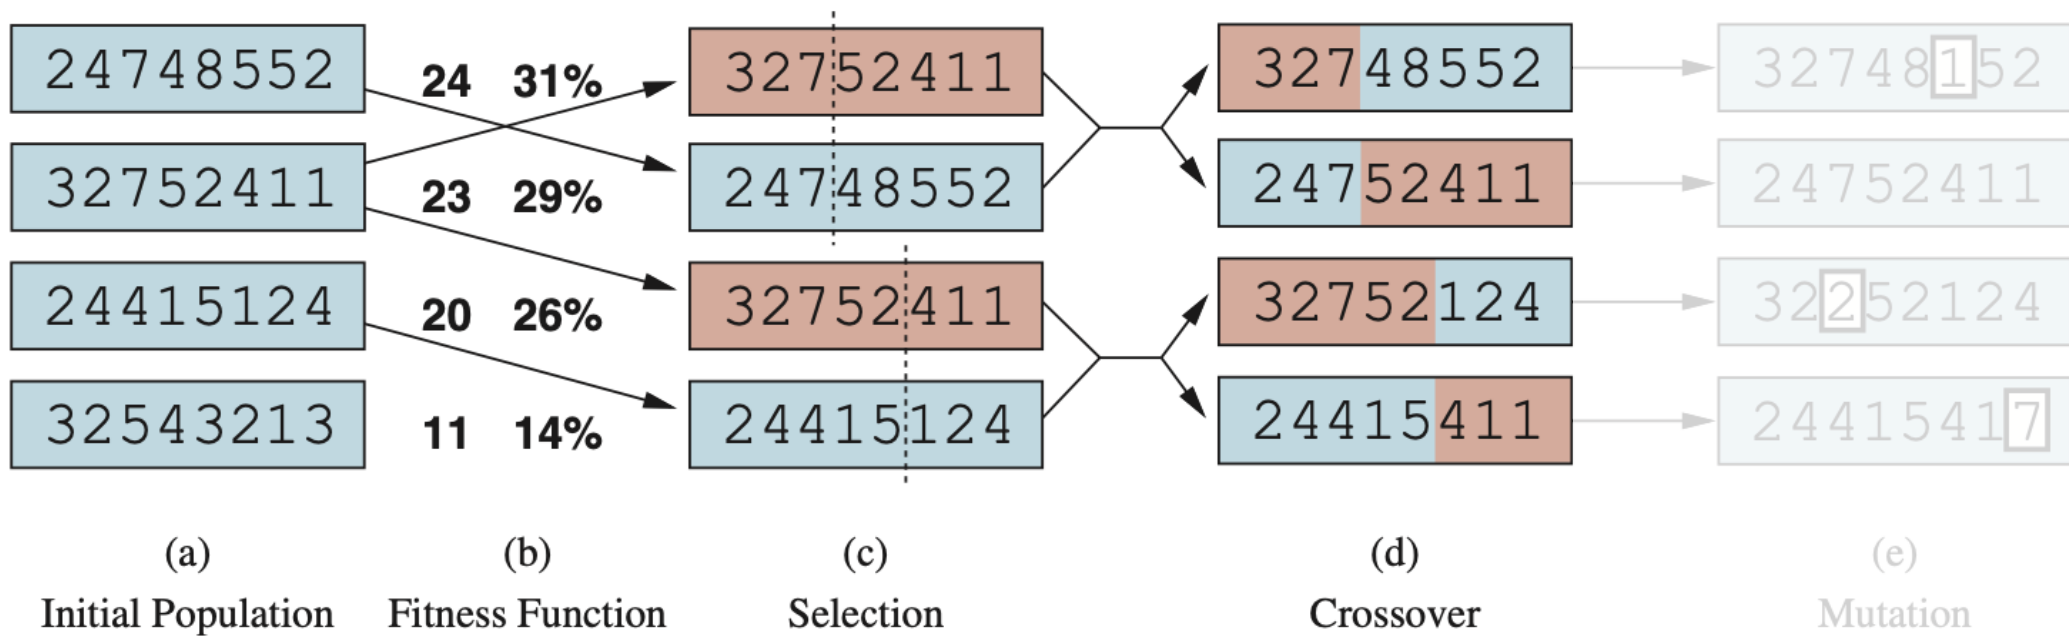 24748552 24 31% 32752411 32748552 32748152
32752411 23 29% 24748552 24752411 24752411
24415124 20 26% 32752411 32752124 32252124
32543213 11 14% 24415124 24415411 24415417
(a) (b) (c) (d) (e)
Initial Population Fitness Function Selection Crossover Mutation